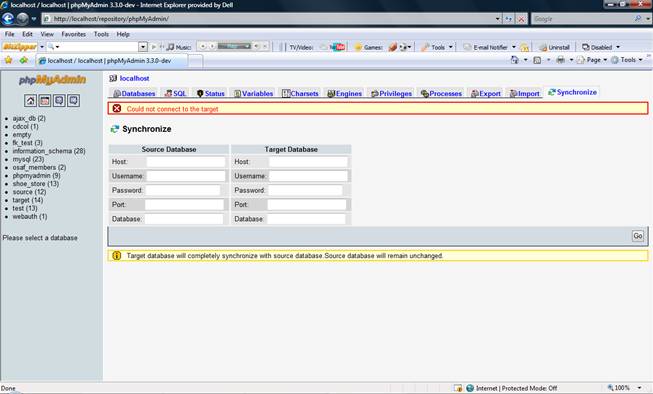 localhost / localhost | phpMyAdmin 3.3.0-dev - Internet Explorer provided by Dell
http://localhost/repository/phpMyAdmin/
Google
File Edit View Favorites Tools Help
Music: TV/Video: Games: Tools E-mail Notifier Uninstall Disabled
localhost / localhost | phpMyAdmin 3.3.0-dev
Page Tools
phpMyAdmin
ajax_db (2)
cdcol (1)
empty
fk_test (3)
information_schema (28)
mysql (23)
osaf_members (2)
phpmyadmin (9)
shoe_store (13)
source (12)
target (14)
test (13)
webauth (1)
Please select a database
localhost
Databases SQL Status Variables Charsets Engines Privileges Processes Export Import Synchronize
Could not connect to the target
Synchronize
Source Database Target Database
Host: Host:
Username: Username:
Password: Password:
Port: Port:
Database: Database:
Go
Target database will completely synchronize with source database.Source database will remain unchanged.
Done
Internet | Protected Mode: Off
100%